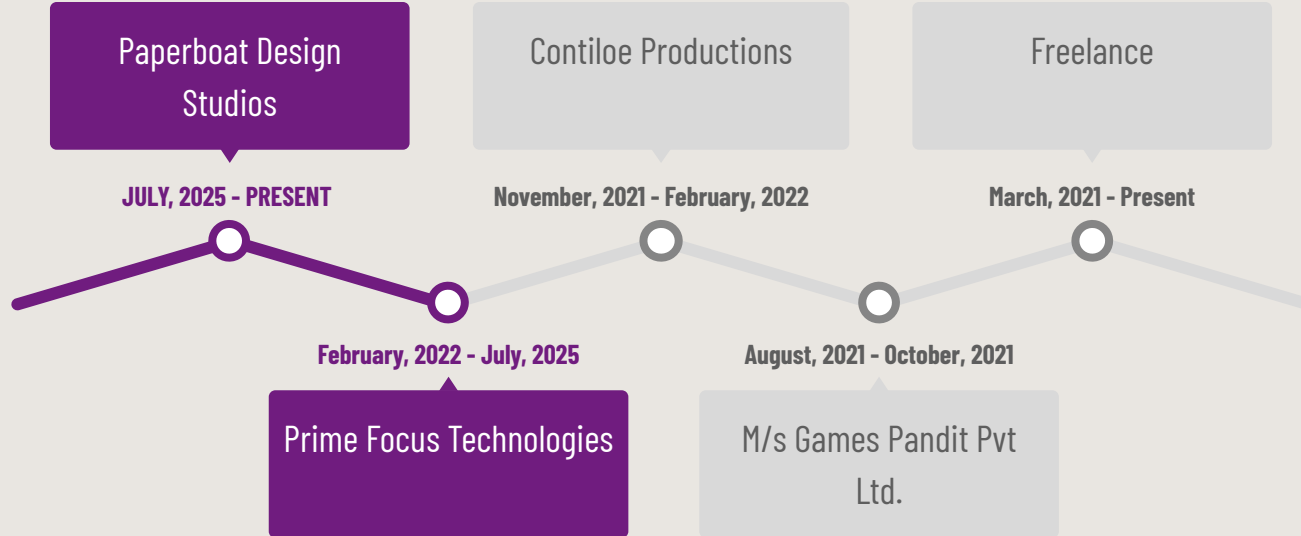 Paperboat Design
Studios
JULY, 2025 - PRESENT
February, 2022 - July, 2025
Prime Focus Technologies
Contiloe Productions
November, 2021 - February, 2022
August, 2021 - October, 2021
M/s Games Pandit Pvt
Ltd.
Freelance
March, 2021 - Present